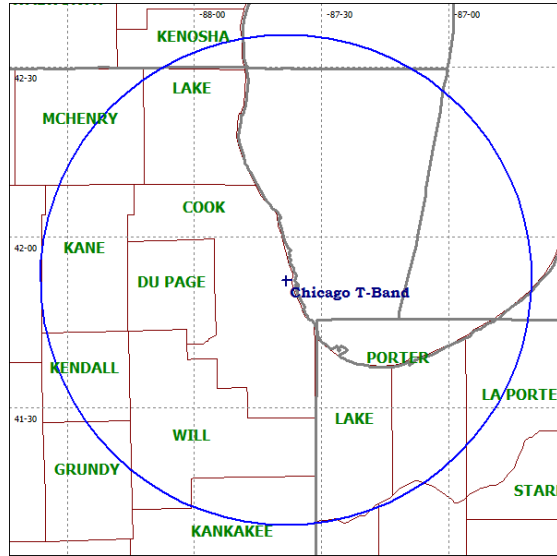 -88-00
-87-30
-87-00
KENOSHA
42-30
LAKE
MCHENRY
COOK
42-00
KANE
DU PAGE
Chicago T-Band
PORTER
KENDALL
LA PORTE
41-30
LAKE
WILL
GRUNDY
KANKAKEE